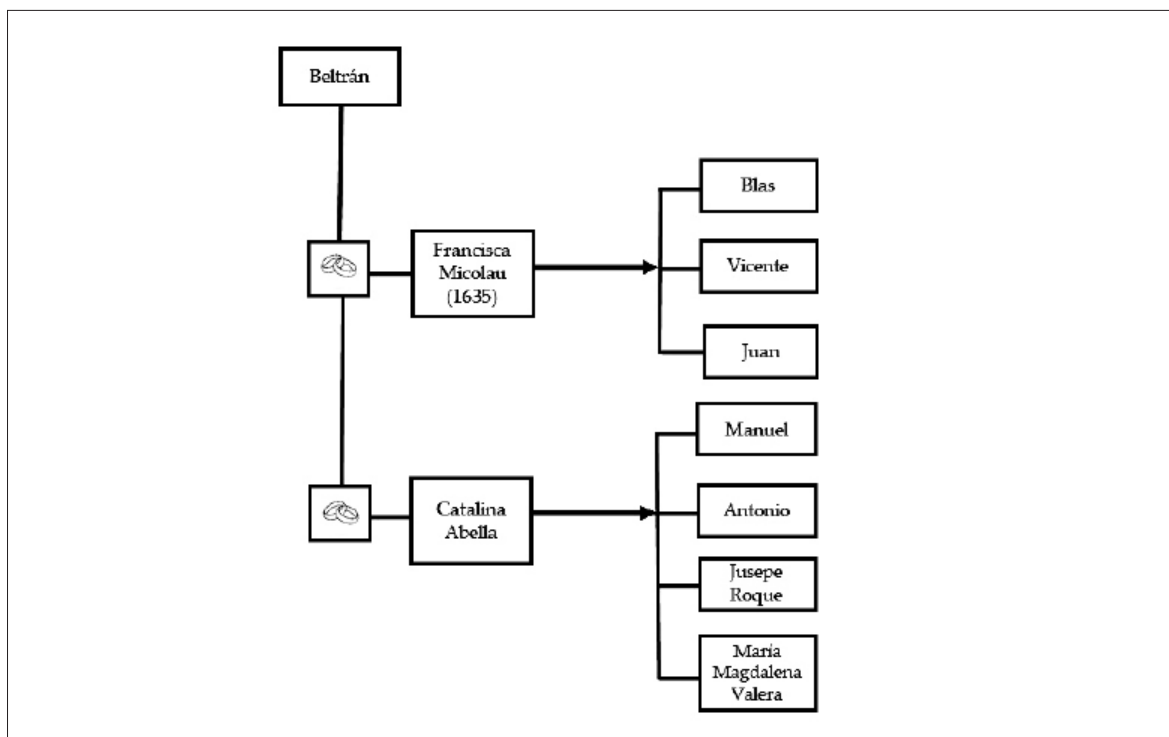 Beltrán
Francisca
Micolau
(1635)
Blas
Vicente
Juan
Catalina
Abella
Manuel
Antonio
Jusepe
Roque
María
Magdalena
Valera